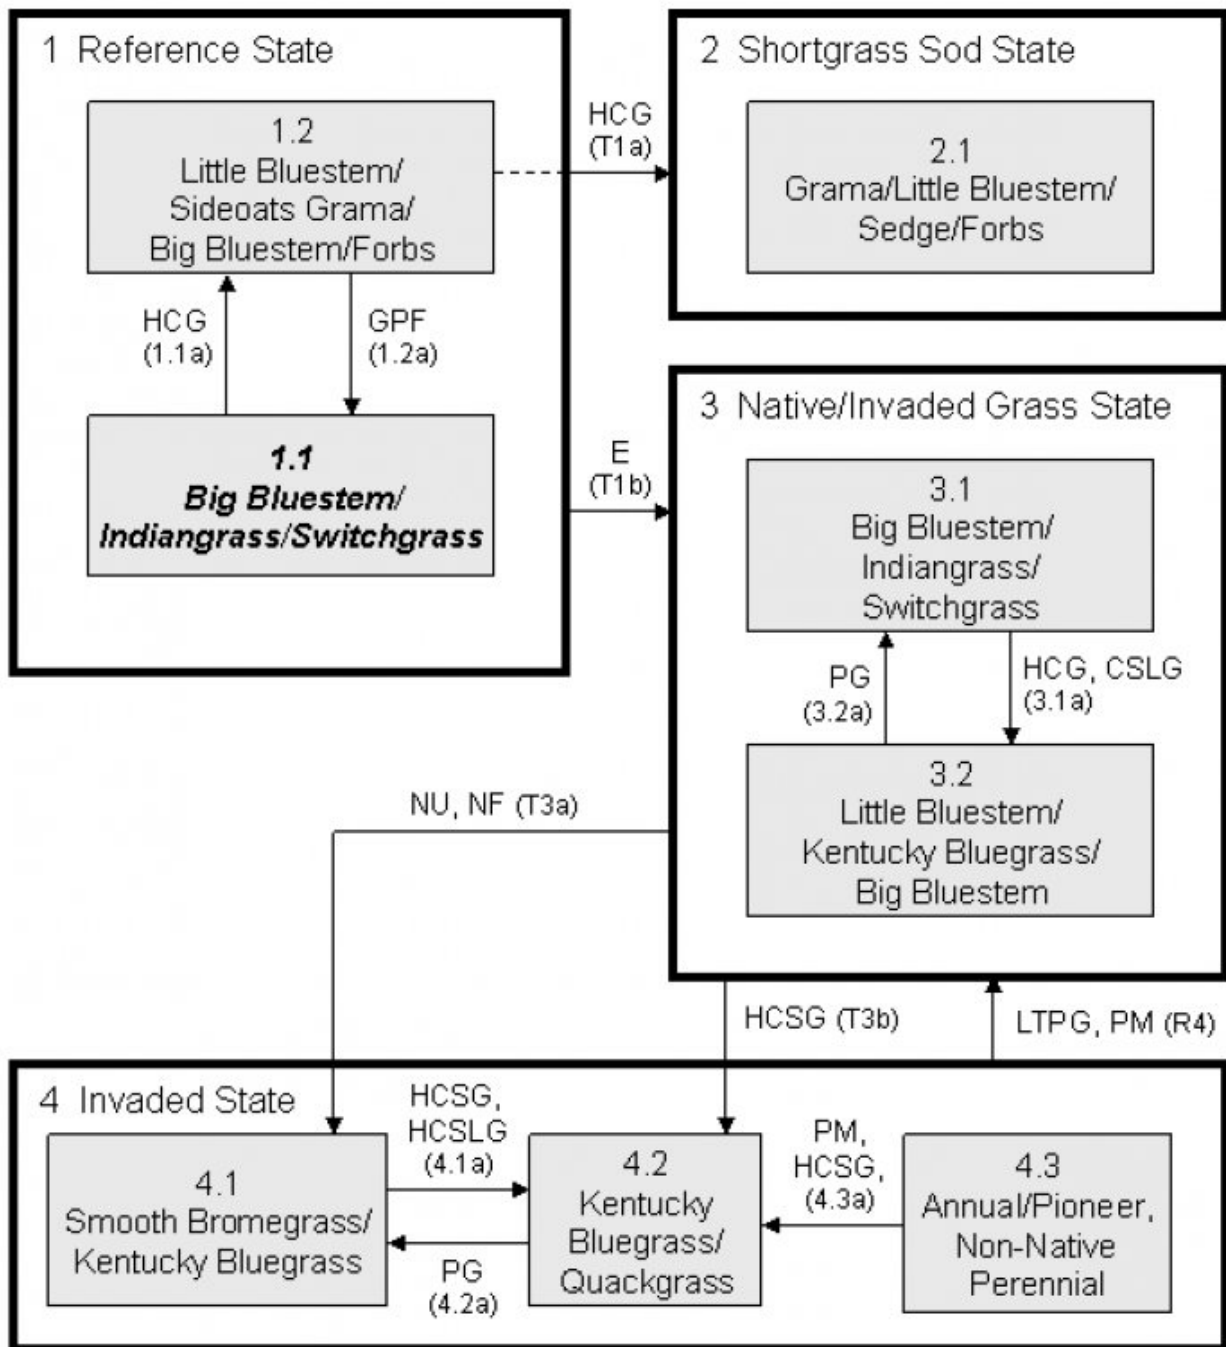 1 Reference State
1.2
Little Bluestem/
Sideoats Grama/
Big Bluestem/Forbs
HCG
(1.1a)
GPF
(1.2a)
1.1
Big Bluestem/
Indiangrass/Switchgrass
HCG
(T1a)
2 Shortgrass Sod State
2.1
Grama/Little Bluestem/
Sedge/Forbs
E
(T1b)
3 Native/Invaded Grass State
3.1
Big Bluestem/
Indiangrass/
Switchgrass
PG
(3.2a)
HCG, CSLG
(3.1a)
3.2
Little Bluestem/
Kentucky Bluegrass/
Big Bluestem
NU, NF (T3a)
HCSG (T3b)
LTPG, PM (R4)
4 Invaded State
4.1
Smooth Bromegrass/
Kentucky Bluegrass
HCSG,
HCSLG
(4.1a)
PG
(4.2a)
4.2
Kentucky
Bluegrass/
Quackgrass
PM,
HCSG,
(4.3a)
4.3
Annual/Pioneer,
Non-Native
Perennial